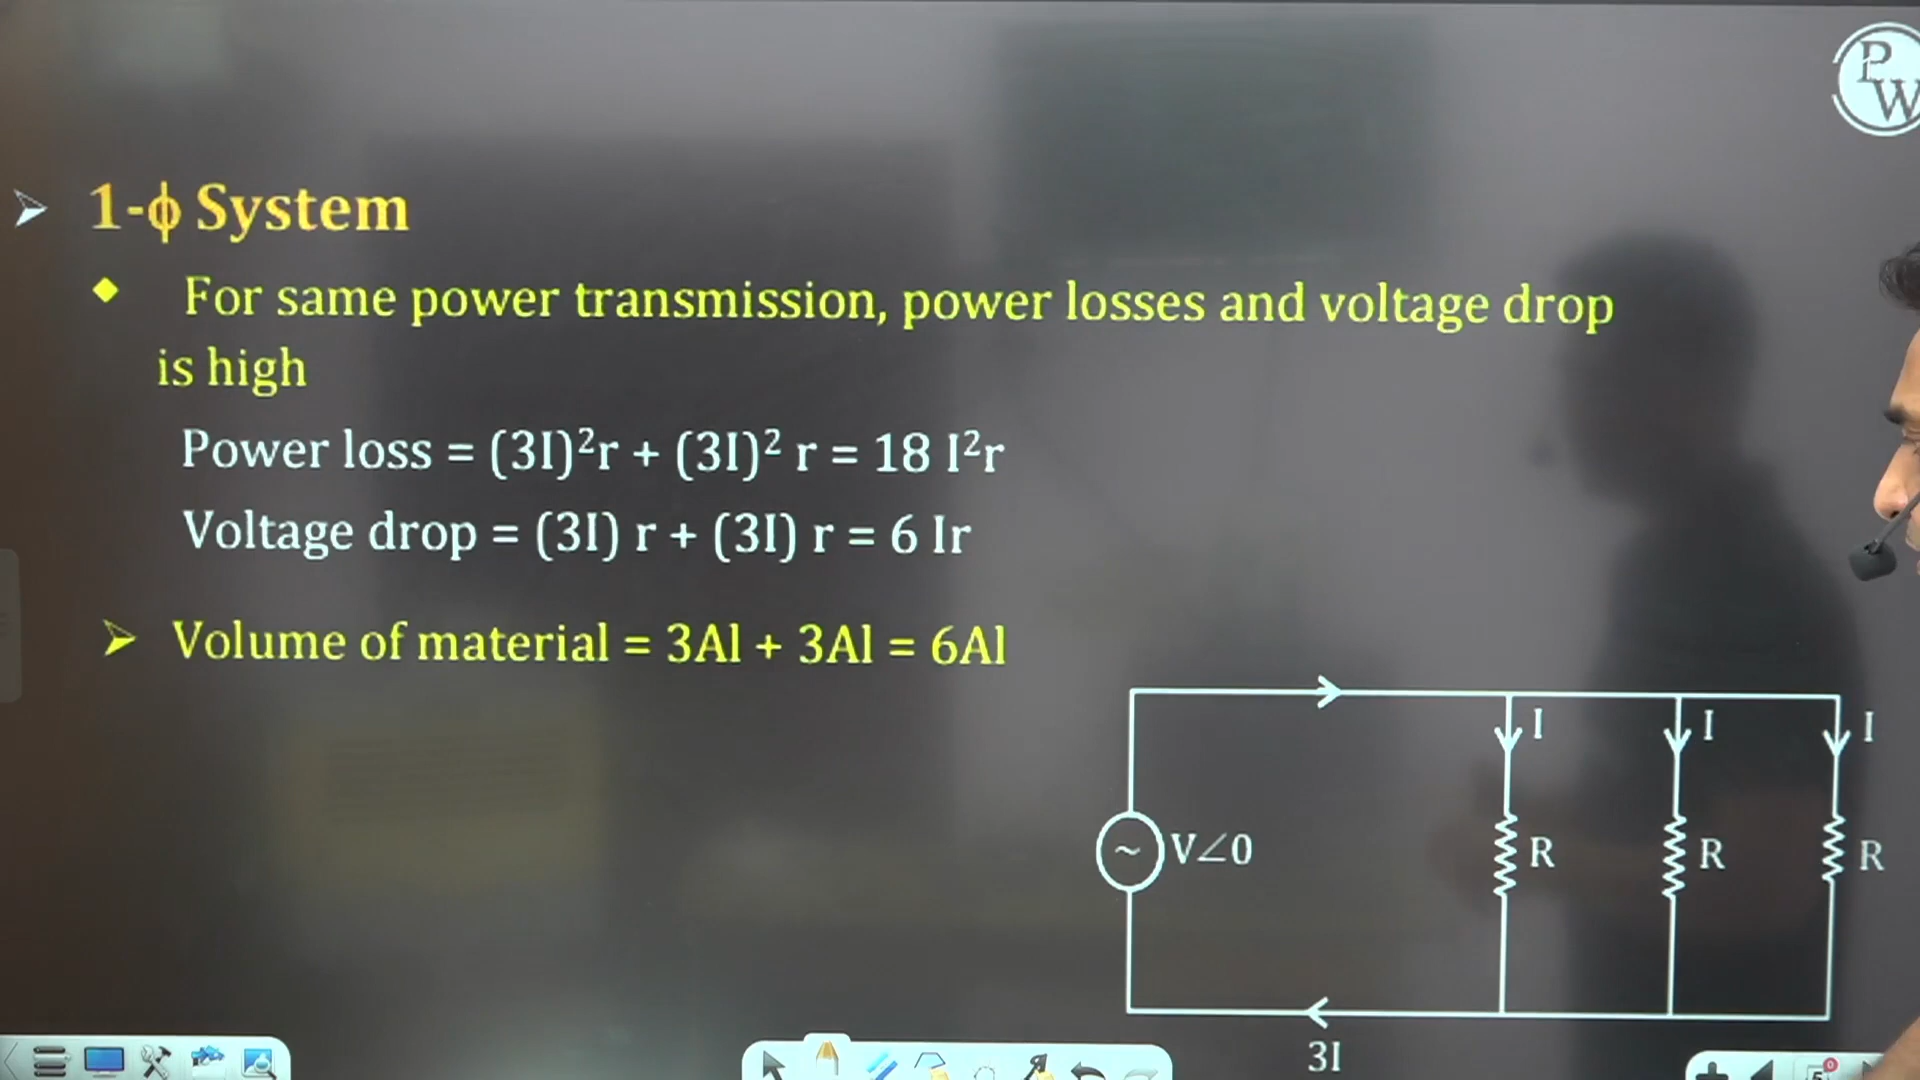 PW
1-ϕ System
For same power transmission, power losses and voltage drop
is high
Power loss = (3I)²r + (3I)² r = 18 I²r
Voltage drop = (3I) r + (3I) r = 6 Ir
Volume of material = 3Al + 3Al = 6Al
I I I
~ V∠0 R R R
3I